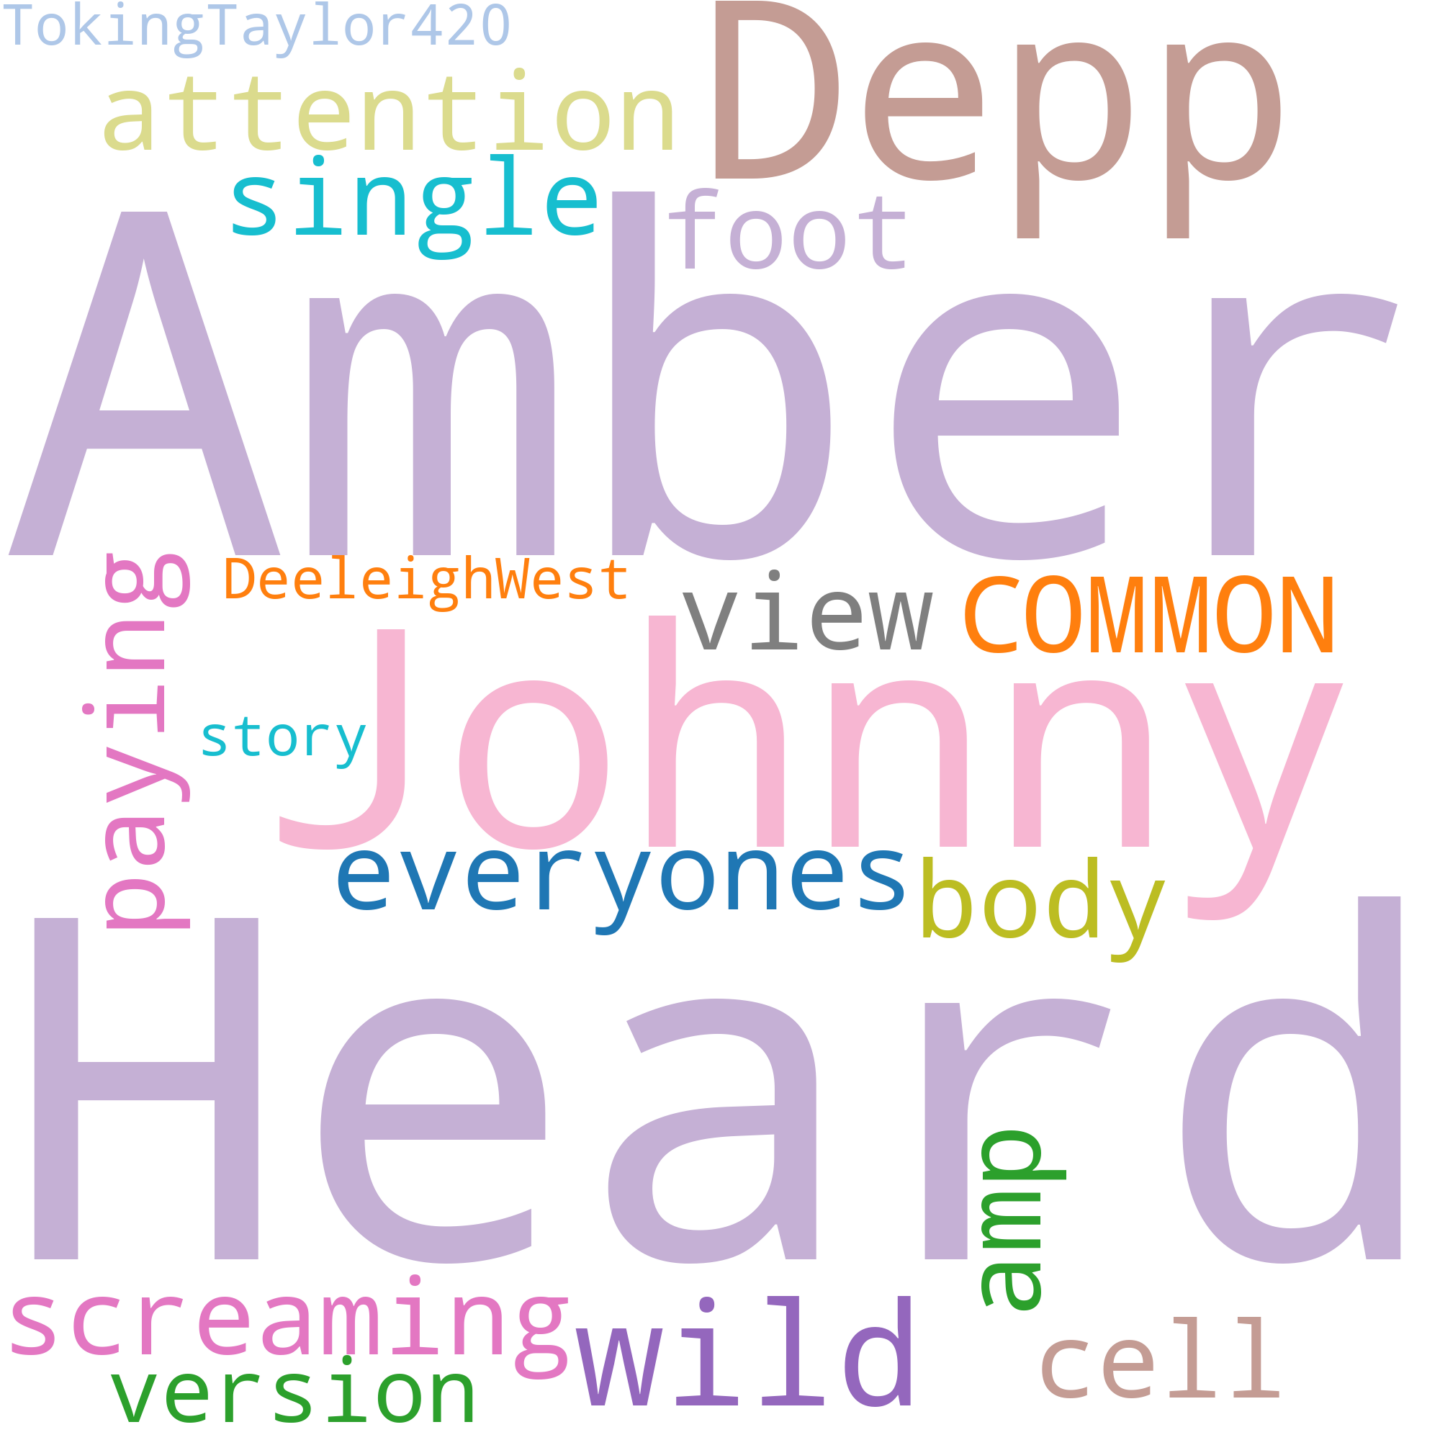 TokingTaylor420
Depp
attention
single
foot
Amber
paying
DeeleighWest
view
COMMON
Johnny
story
everyones
body
Heard
amp
screaming
wild
cell
version